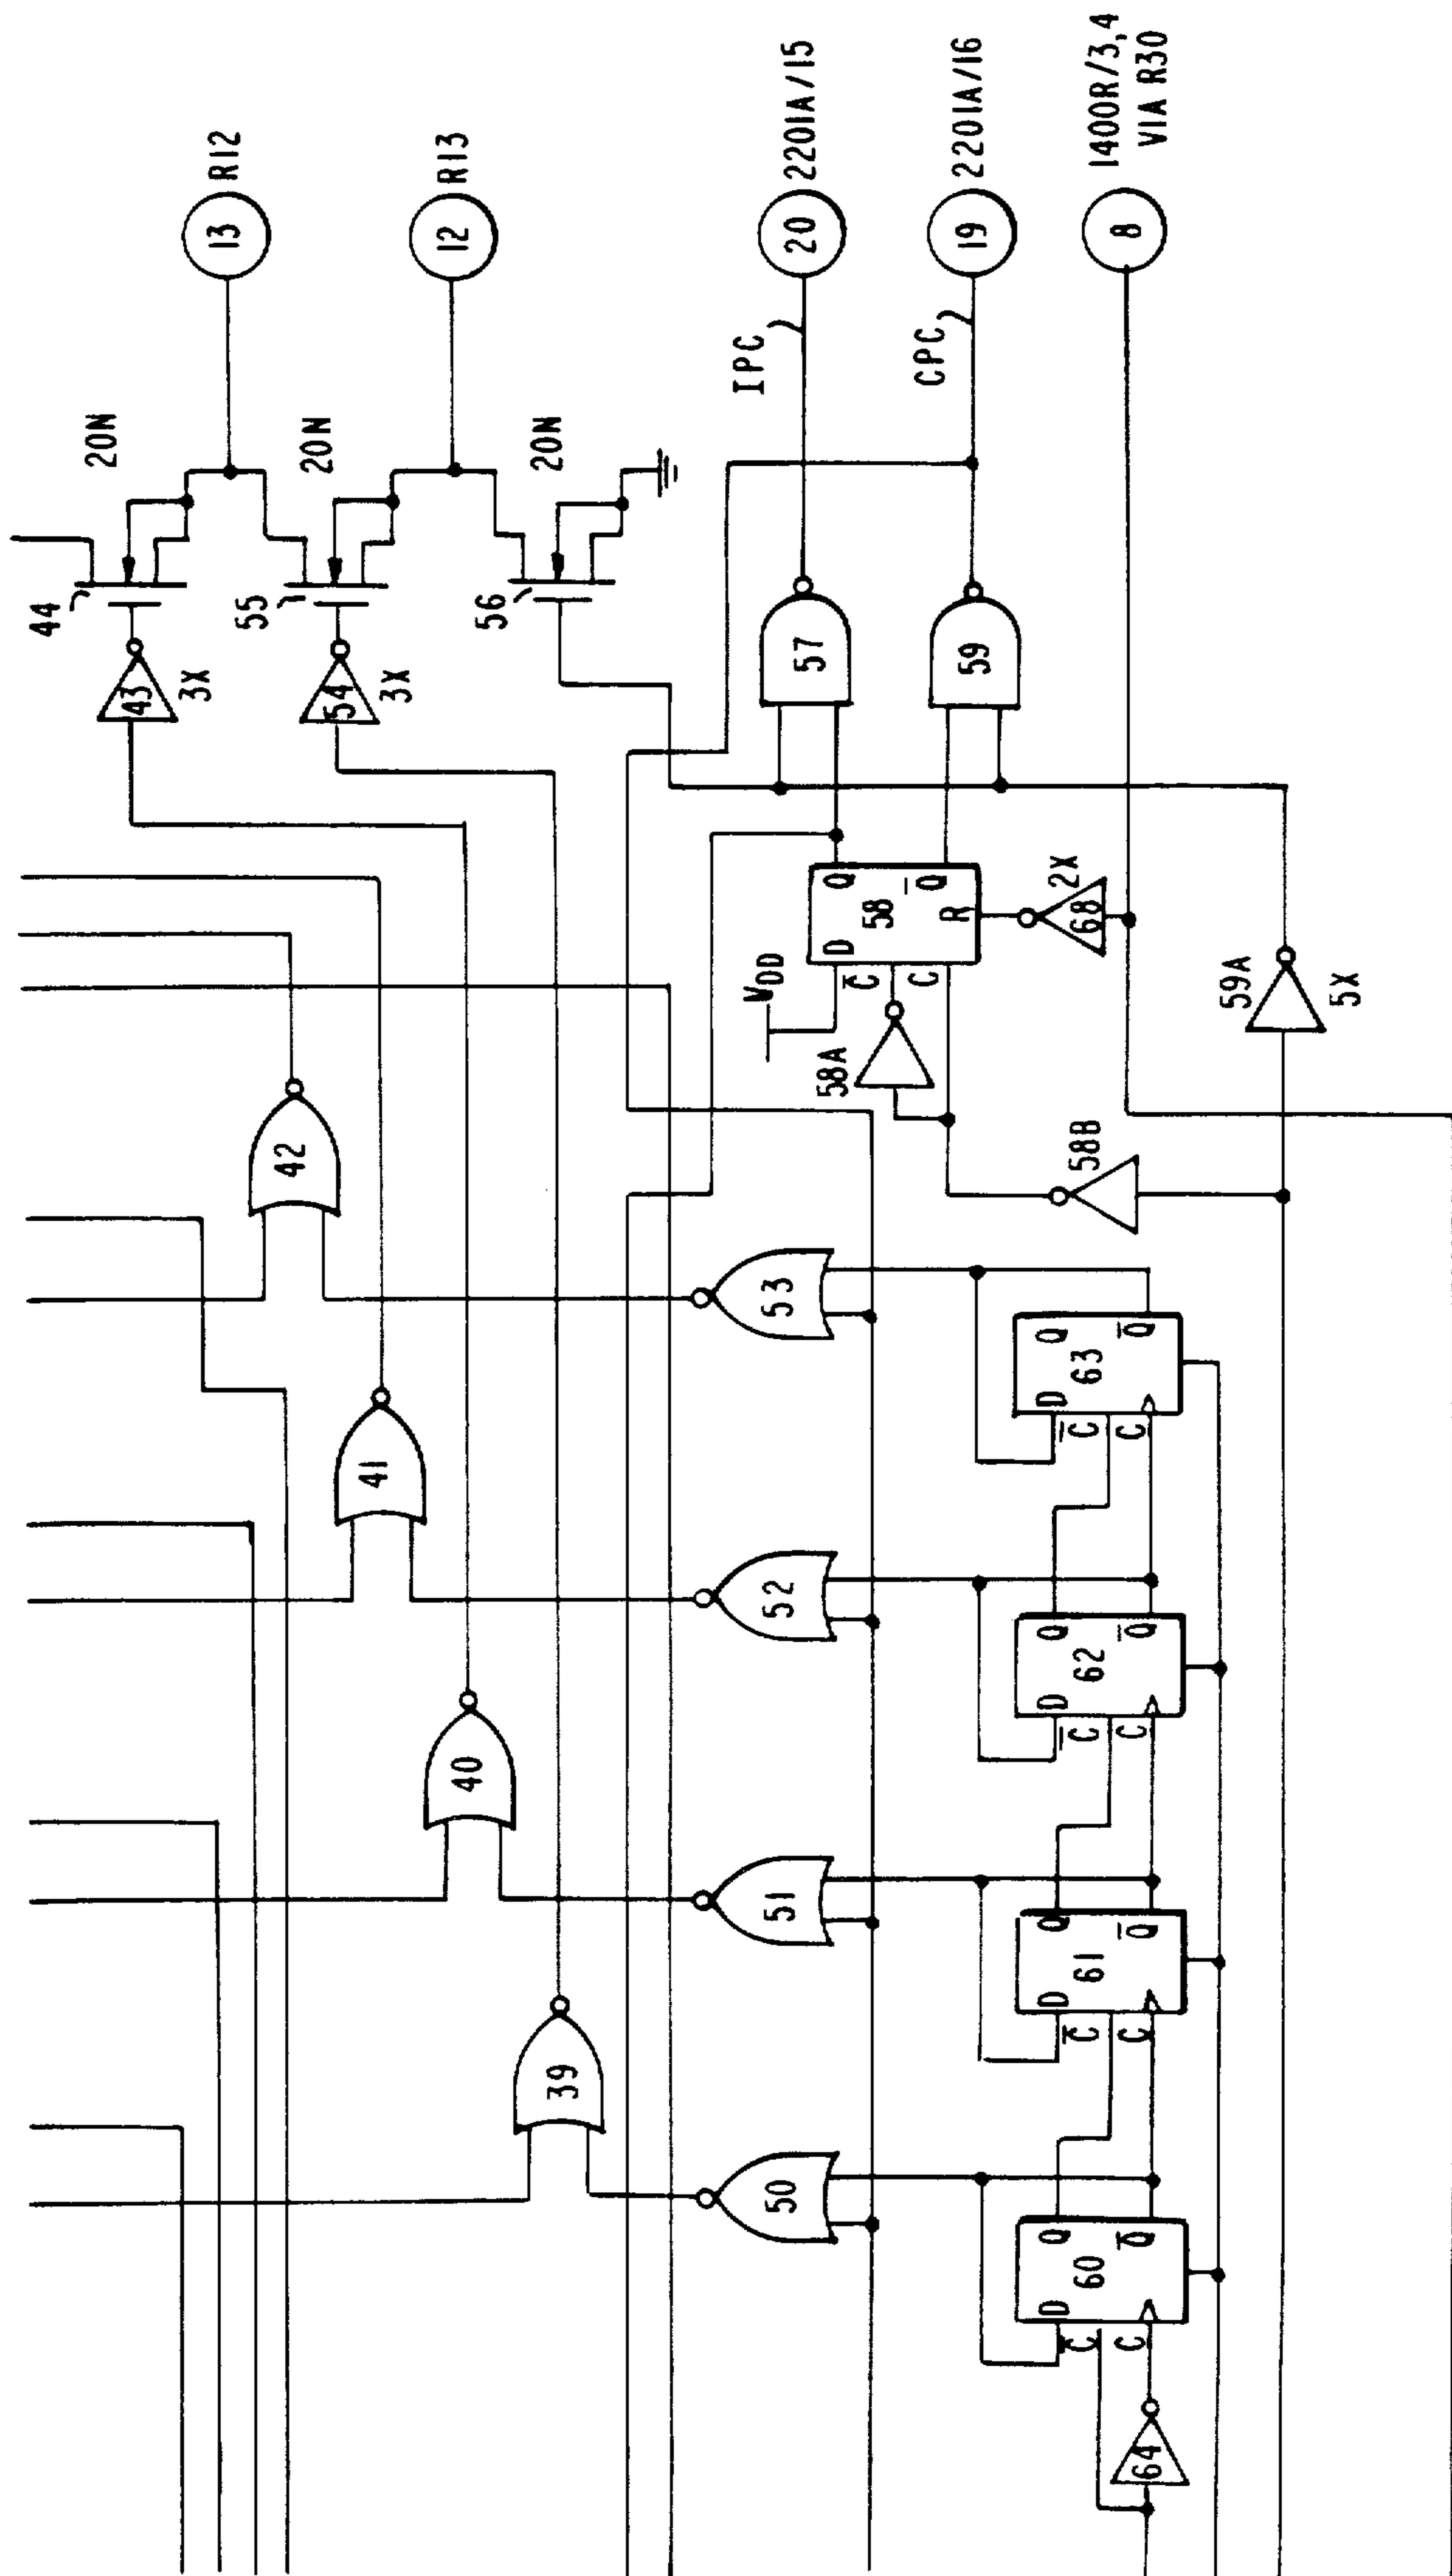 20N
44
43
3X
13
R12
20N
55
54
3X
12
R13
20N
56
42
41
40
39
IPC
20
2201A/15
57
CPC
19
2201A/16
59
8
1400R/3,4
VIA R30
VDD
D
Q
58
C̅
Q̅
C
R
58A
2X
68
58B
59A
5X
53
52
51
50
D
Q
63
C̅
C
Q̅
D
Q
62
C̅
C
Q̅
D
Q
61
C̅
C
Q̅
D
Q
60
C̅
C
Q̅
64